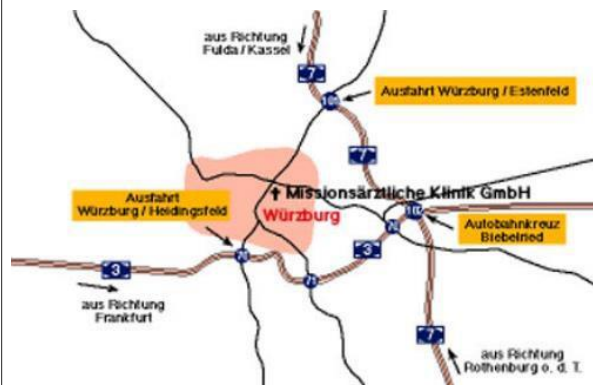 aus Richtung
Fulda / Kassel
7
Ausfahrt Würzburg / Estenfeld
7
Missionsärztliche Klinik GmbH
Ausfahrt
Würzburg / Heidingsfeld
Würzburg
102
Autobahnkreuz
Biebelried
3
70
3
71
aus Richtung
Frankfurt
7
aus Richtung
Rothenburg o. d. T.